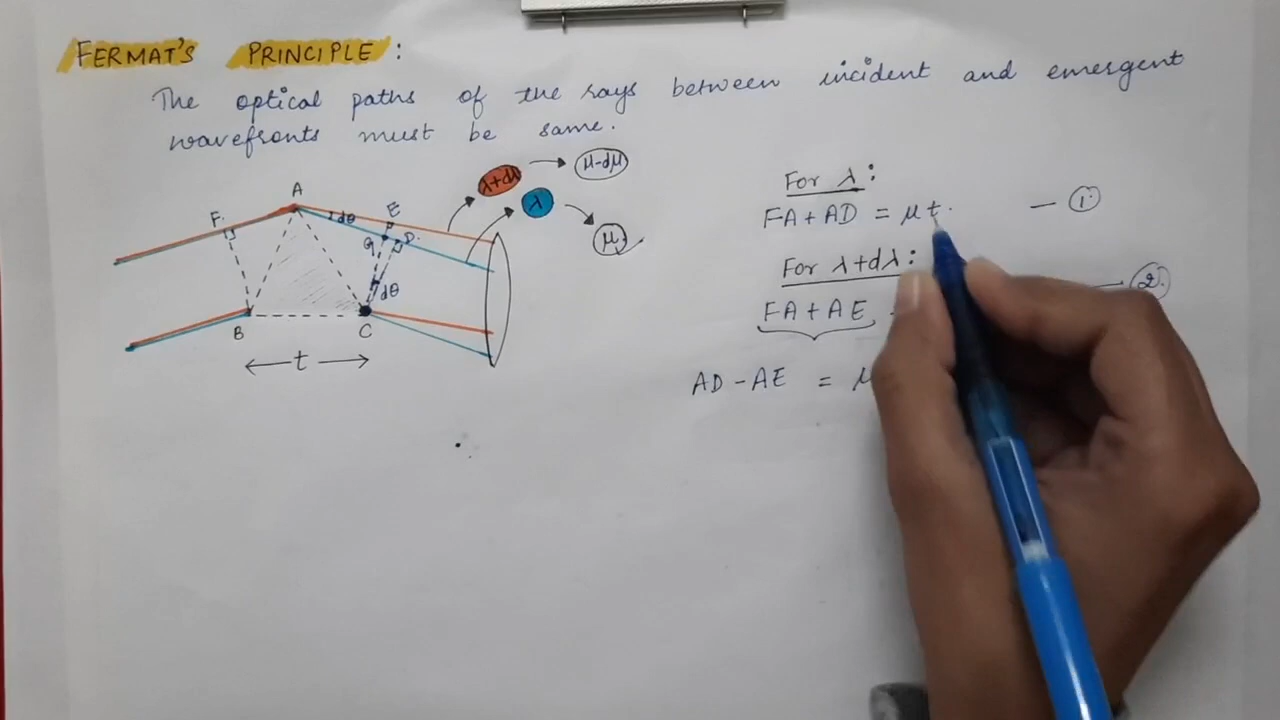 FERMAT'S PRINCIPLE :
The optical paths of the rays between incident and emergent
wavefronts must be same.
λ+dλ → μ-dμ
λ → μ
A
F
dθ
E
G
D
dθ
B
C
t
For λ :
FA + AD = μt. — ①
For λ+dλ :
FA + AE — ②
AD - AE = μ